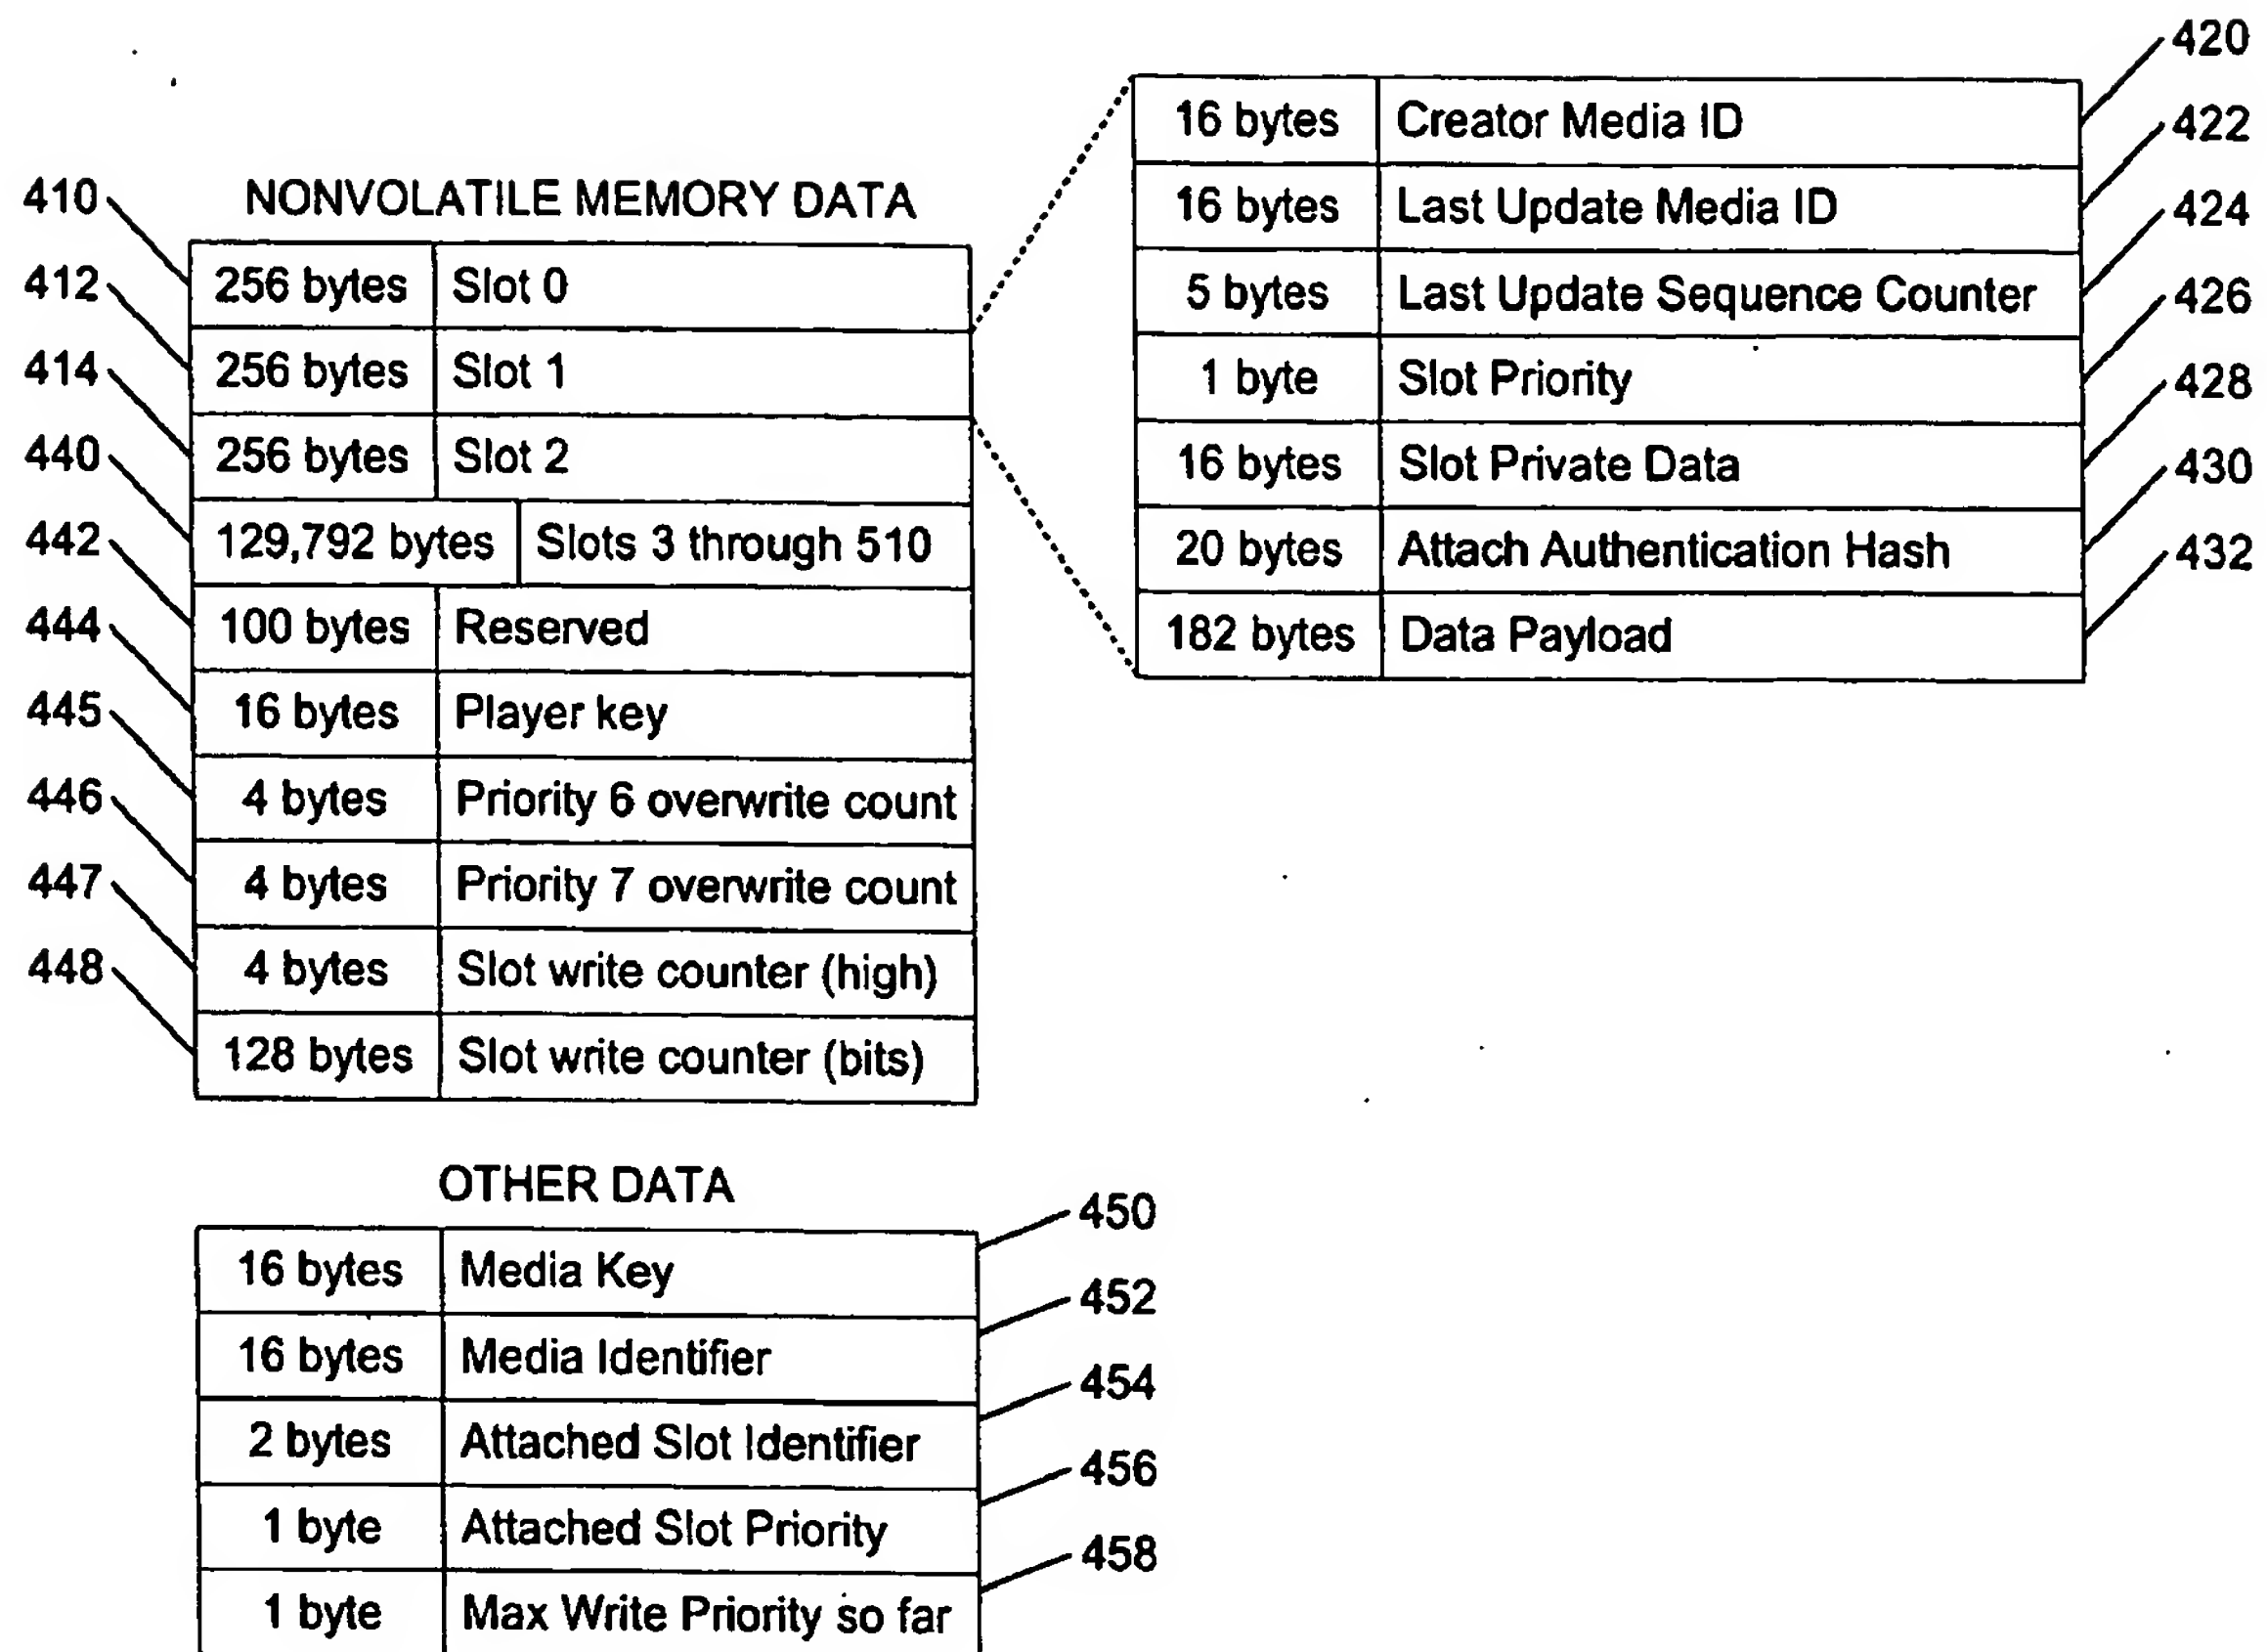 NONVOLATILE MEMORY DATA
410
256 bytes Slot 0
412
256 bytes Slot 1
414
256 bytes Slot 2
440
129,792 bytes Slots 3 through 510
442
100 bytes Reserved
444
16 bytes Player key
445
4 bytes Priority 6 overwrite count
446
4 bytes Priority 7 overwrite count
447
4 bytes Slot write counter (high)
448
128 bytes Slot write counter (bits)
420
16 bytes Creator Media ID
422
16 bytes Last Update Media ID
424
5 bytes Last Update Sequence Counter
426
1 byte Slot Priority
428
16 bytes Slot Private Data
430
20 bytes Attach Authentication Hash
432
182 bytes Data Payload
OTHER DATA
450
16 bytes Media Key
452
16 bytes Media Identifier
454
2 bytes Attached Slot Identifier
456
1 byte Attached Slot Priority
458
1 byte Max Write Priority so far